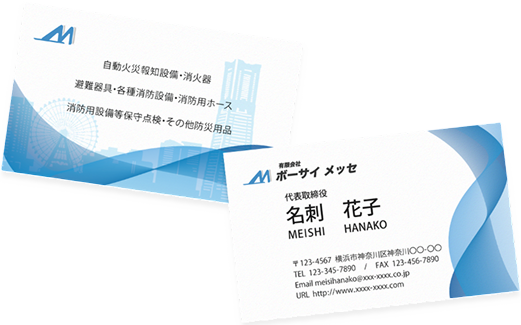 自動火災報知設備・消火器
避難器具・各種消防設備・消防用ホース
消防用設備等保守点検・その他防災用品
有限会社
ボーサイ メッセ
代表取締役
名刺 花子
MEISHI HANAKO
〒123-4567 横浜市神奈川区神奈川〇〇-〇〇
TEL 123-345-7890 / FAX 123-456-7890
Email meisihanako@xxx-xxxx.co.jp
URL http://www.xxxx-xxxx.com